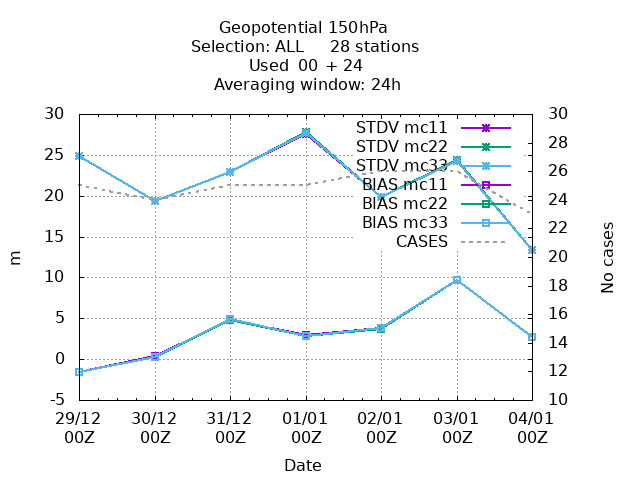 Geopotential 150hPa
Selection: ALL 28 stations
Used 00 + 24
Averaging window: 24h
30 30
STDV mc11
28
STDV mc22
25
STDV mc33
26
BIAS mc11
20 24
BIAS mc22
BIAS mc33
22
15
CASES
20
m
No cases
10
18
5
16
14
0
12
-5 10
29/12 30/12 31/12 01/01 02/01 03/01 04/01
00Z 00Z 00Z 00Z 00Z 00Z 00Z
Date